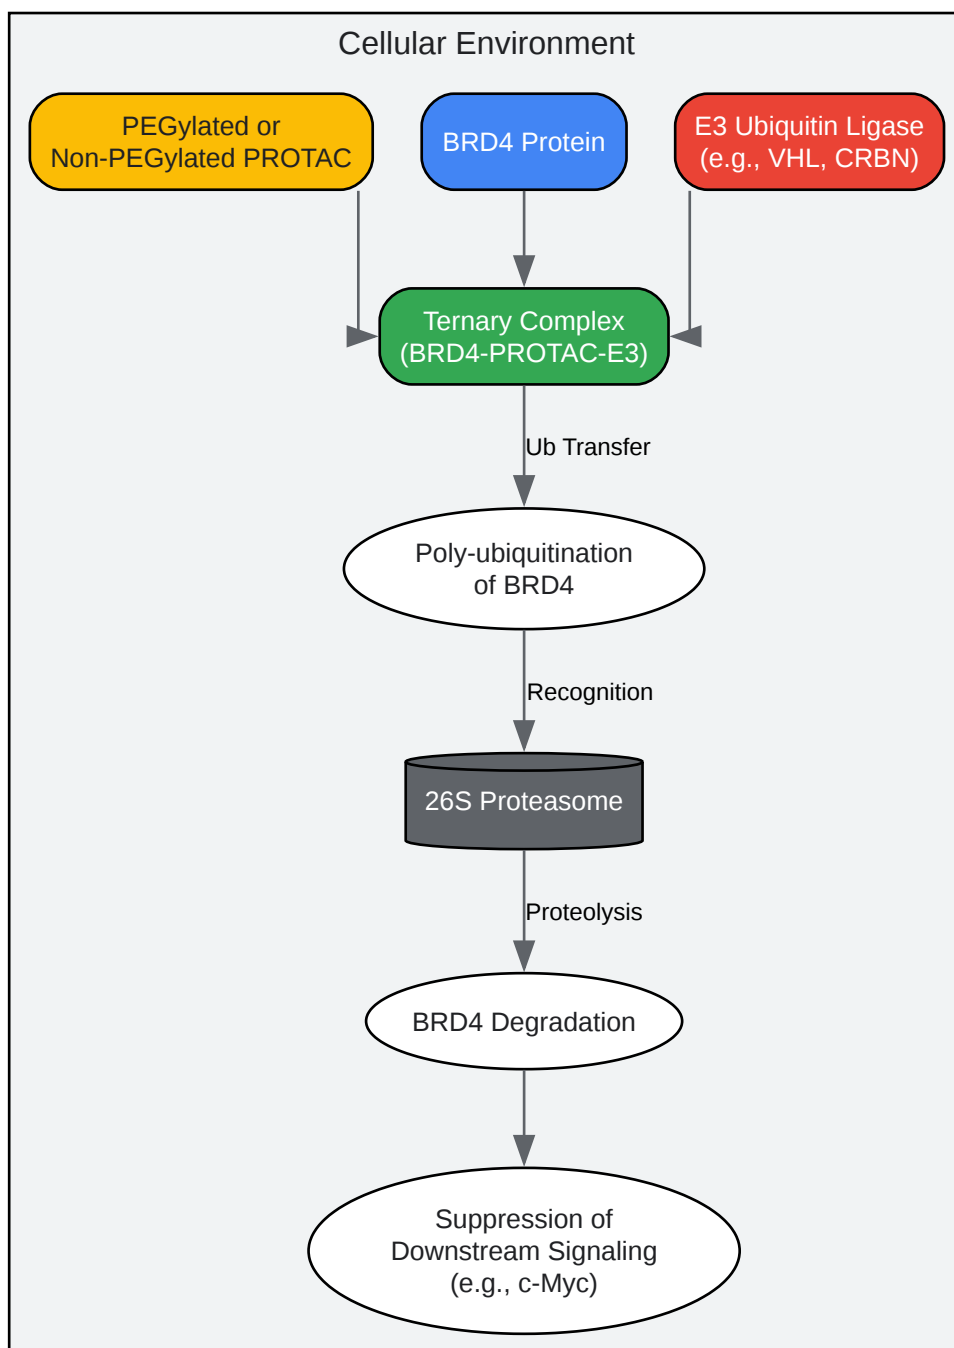 Cellular Environment
PEGylated or
Non-PEGylated PROTAC
BRD4 Protein
E3 Ubiquitin Ligase
(e.g., VHL, CRBN)
Ternary Complex
(BRD4-PROTAC-E3)
Ub Transfer
Poly-ubiquitination
of BRD4
Recognition
26S Proteasome
Proteolysis
BRD4 Degradation
Suppression of
Downstream Signaling
(e.g., c-Myc)